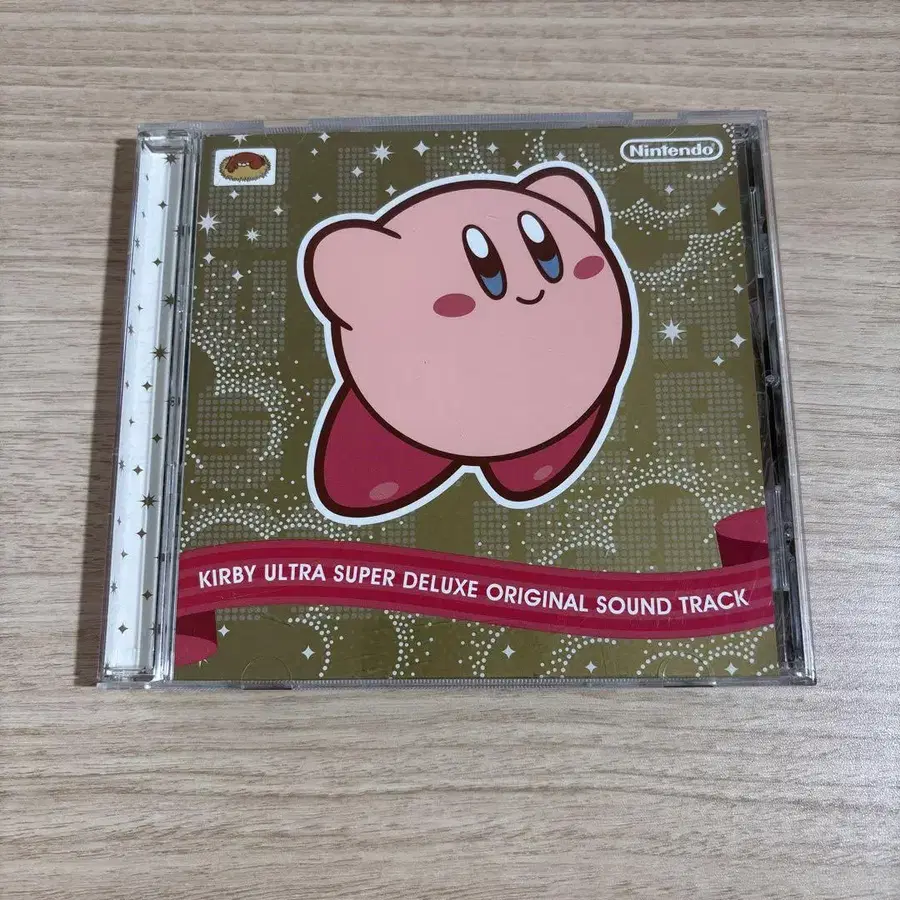 Nintendo
KIRBY ULTRA SUPER DELUXE ORIGINAL SOUND TRACK